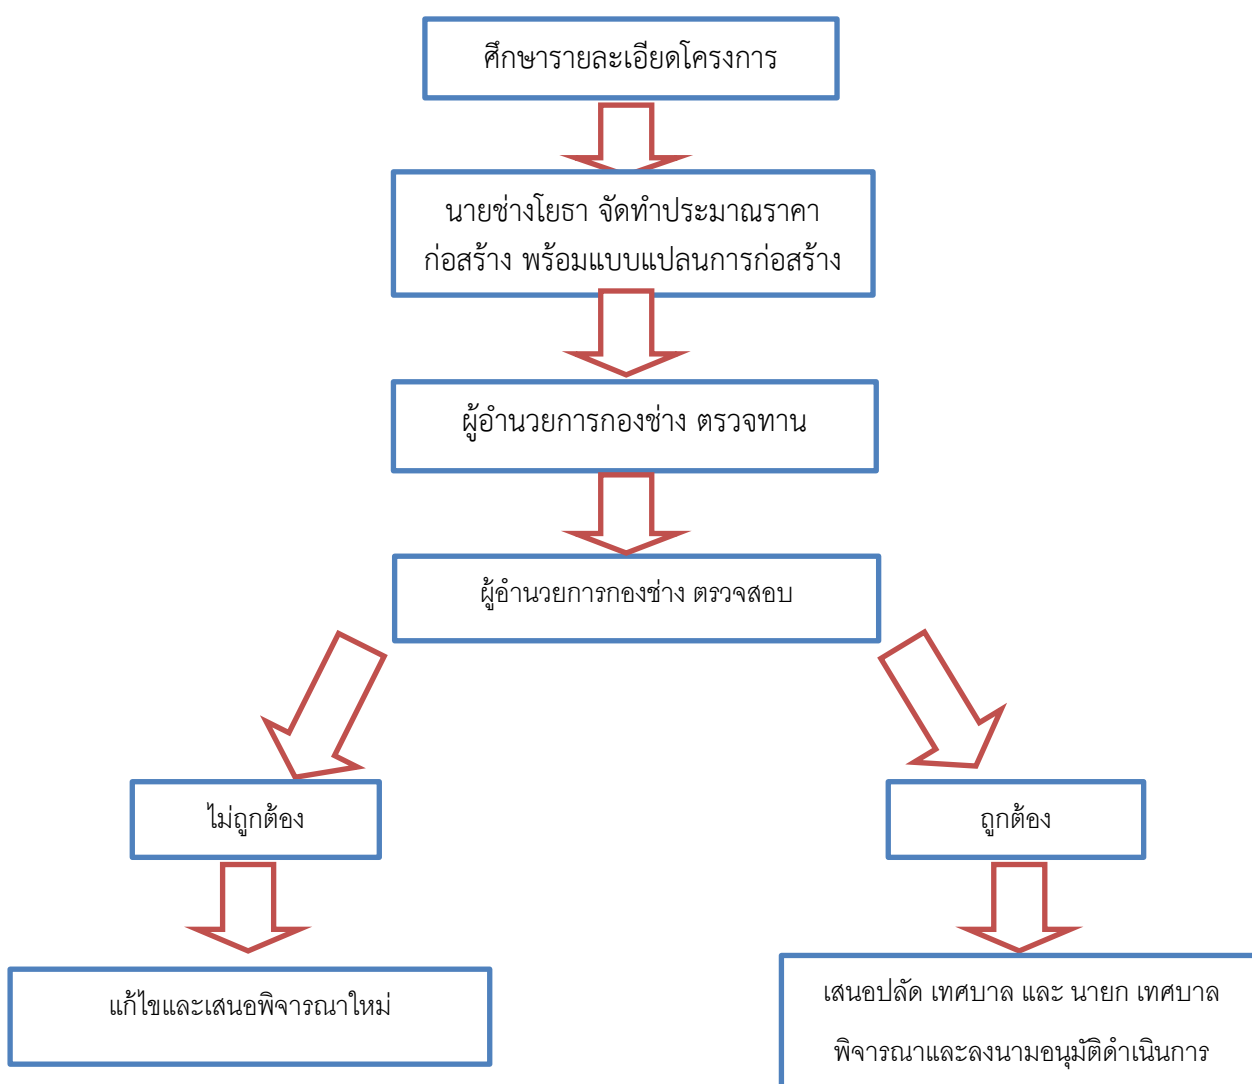 ศึกษารายละเอียดโครงการ
นายช่างโยธา จัดทำประมาณราคา
ก่อสร้าง พร้อมแบบแปลนการก่อสร้าง
ผู้อำนวยการกองช่าง ตรวจทาน
ผู้อำนวยการกองช่าง ตรวจสอบ
ไม่ถูกต้อง
ถูกต้อง
แก้ไขและเสนอพิจารณาใหม่
เสนอปลัด เทศบาล และ นายก เทศบาล
พิจารณาและลงนามอนุมัติดำเนินการ